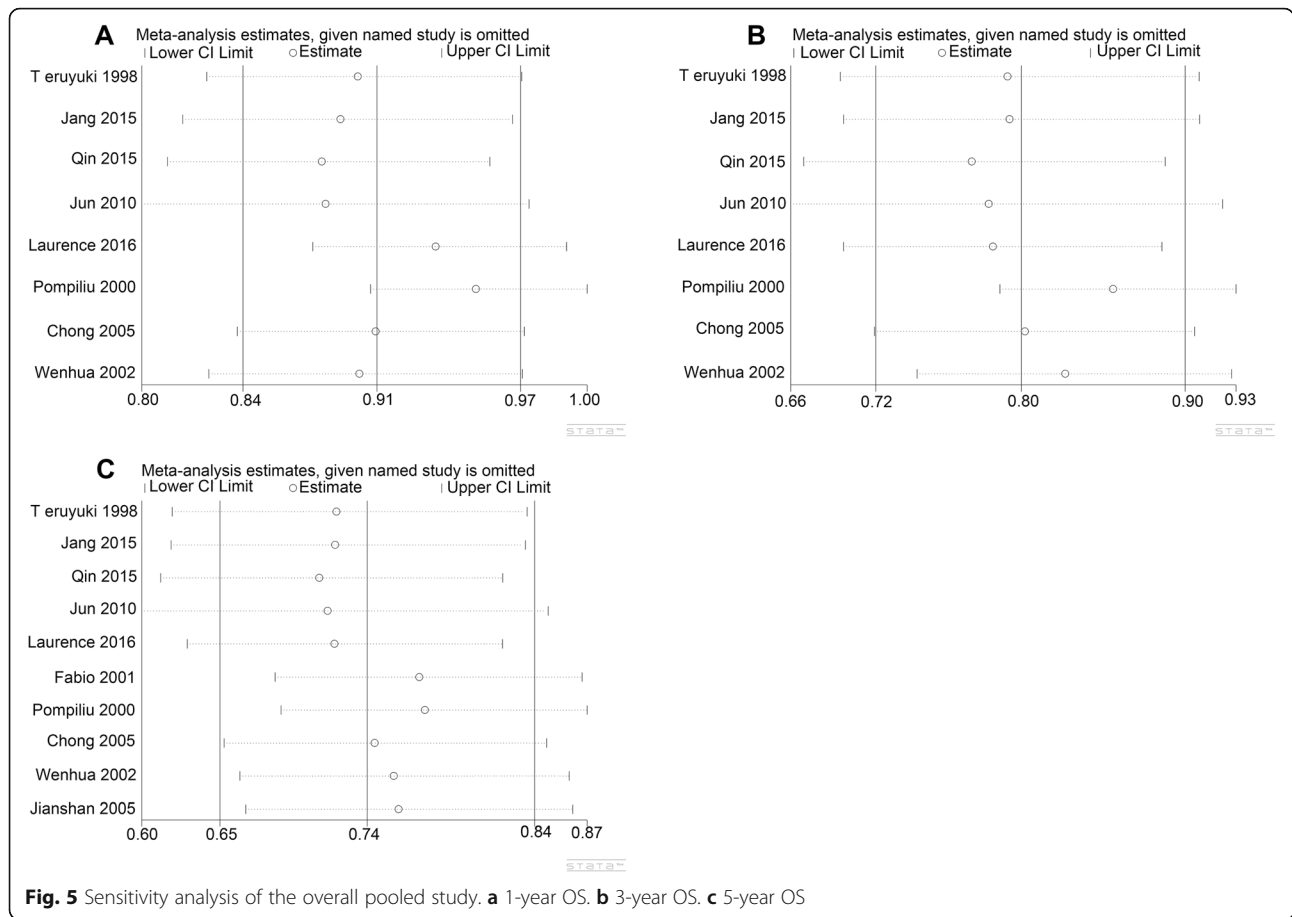 A
Meta-analysis estimates, given named study is omitted
Lower CI Limit Estimate Upper CI Limit
T eruyuki 1998
Jang 2015
Qin 2015
Jun 2010
Laurence 2016
Pompiliu 2000
Chong 2005
Wenhua 2002
0.80 0.84 0.91 0.97 1.00
STATA™
B
Meta-analysis estimates, given named study is omitted
Lower CI Limit Estimate Upper CI Limit
T eruyuki 1998
Jang 2015
Qin 2015
Jun 2010
Laurence 2016
Pompiliu 2000
Chong 2005
Wenhua 2002
0.66 0.72 0.80 0.90 0.93
STATA™
C
Meta-analysis estimates, given named study is omitted
Lower CI Limit Estimate Upper CI Limit
T eruyuki 1998
Jang 2015
Qin 2015
Jun 2010
Laurence 2016
Fabio 2001
Pompiliu 2000
Chong 2005
Wenhua 2002
Jianshan 2005
0.60 0.65 0.74 0.84 0.87
STATA™
Fig. 5 Sensitivity analysis of the overall pooled study. a 1-year OS. b 3-year OS. c 5-year OS